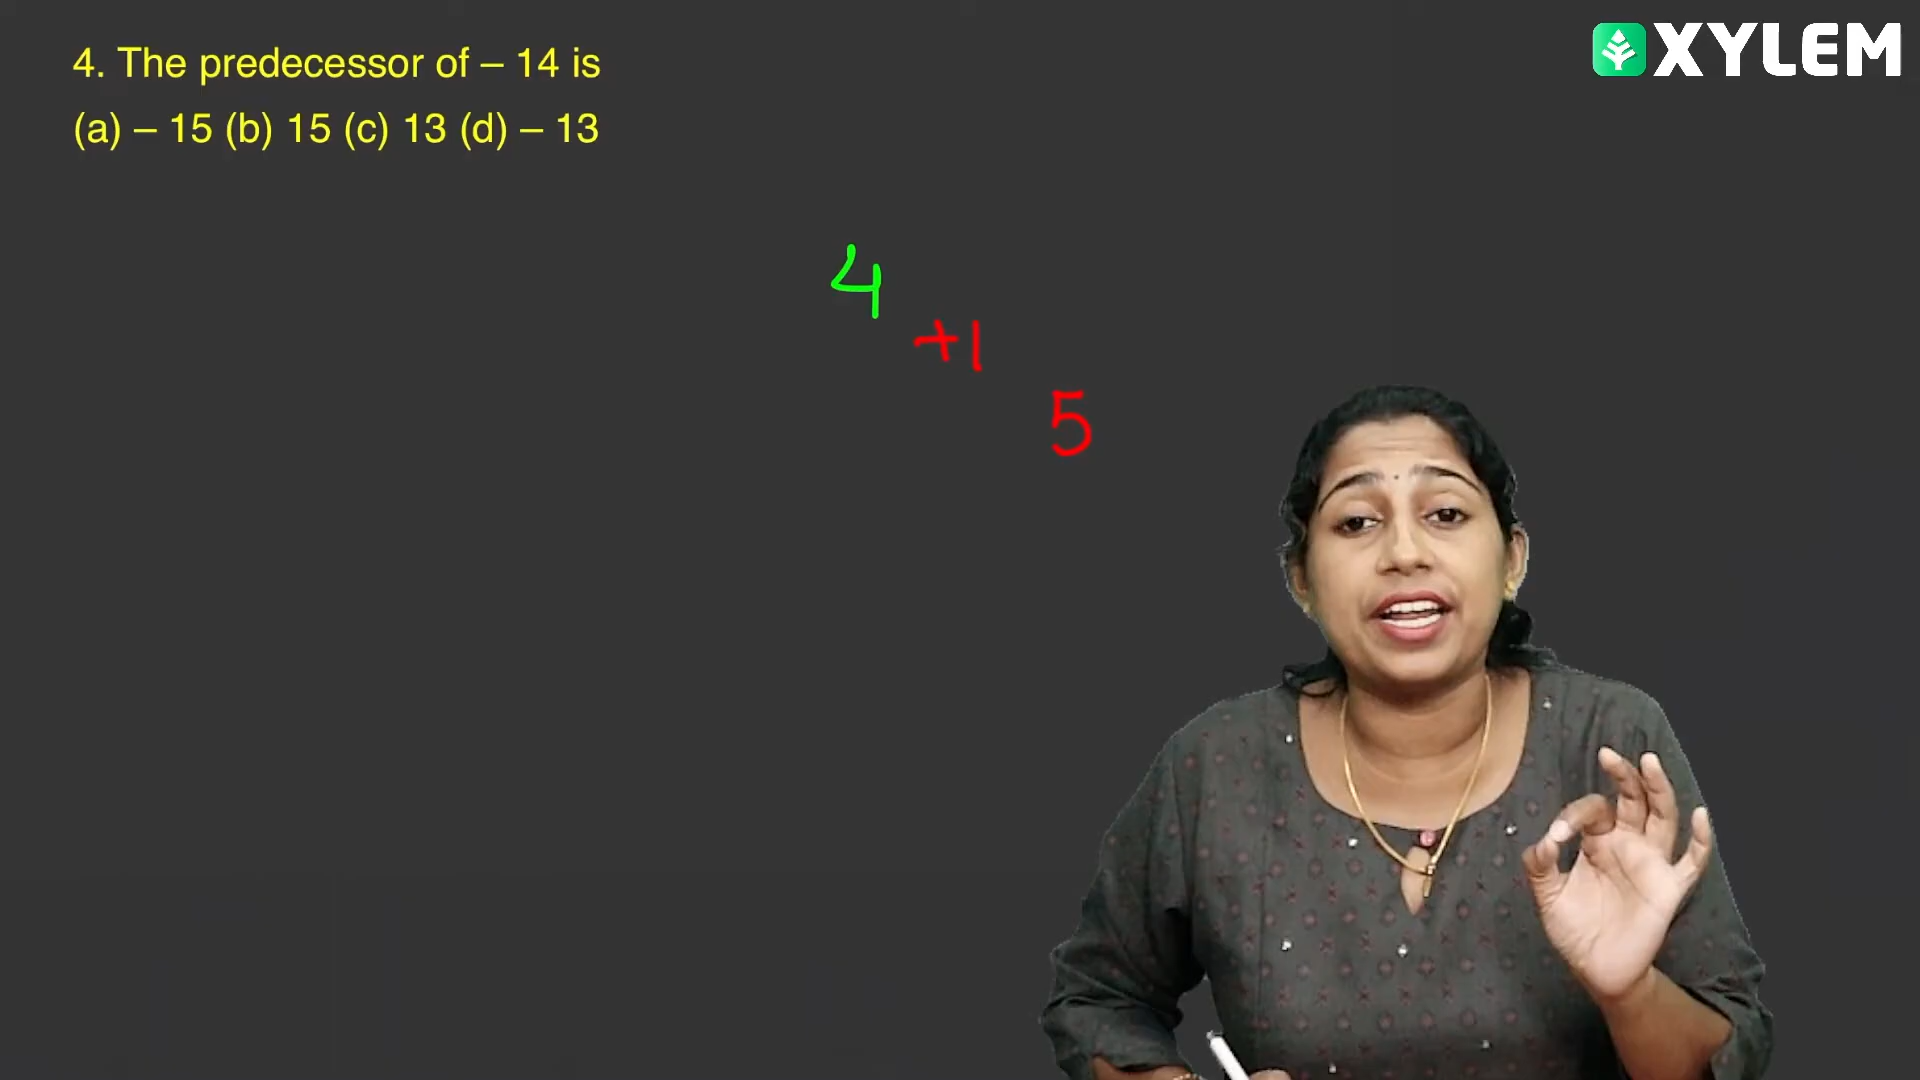 XYLEM
4. The predecessor of – 14 is
(a) – 15 (b) 15 (c) 13 (d) – 13
4
+1
5